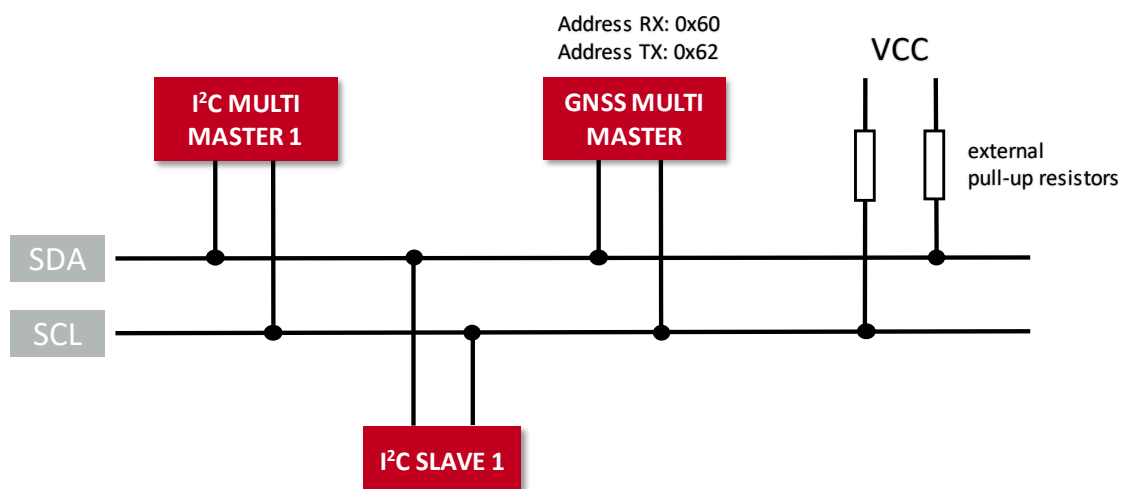 Address RX: 0x60
Address TX: 0x62
VCC
I²C MULTI
MASTER 1
GNSS MULTI
MASTER
external
pull-up resistors
SDA
SCL
I²C SLAVE 1